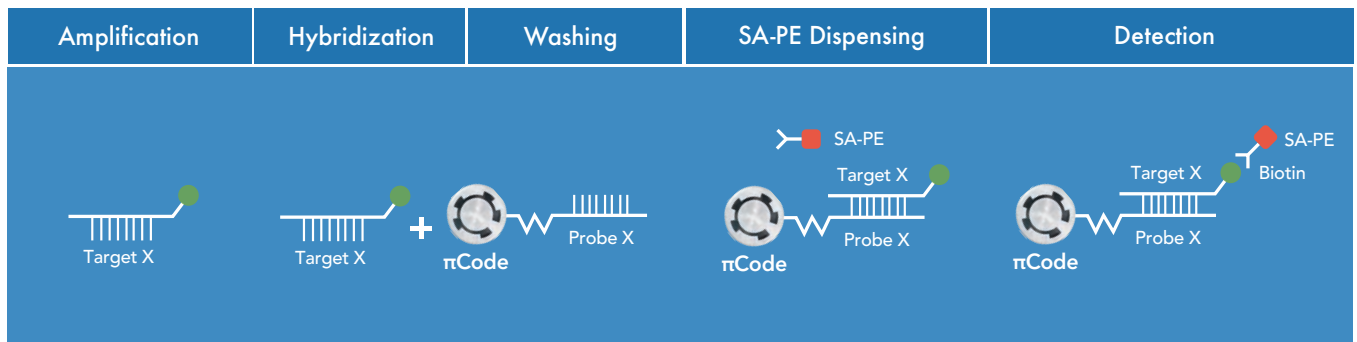 Amplification
Hybridization
Washing
SA-PE Dispensing
Detection
Target X
Target X
πCode
Probe X
SA-PE
Target X
Probe X
πCode
SA-PE
Biotin
Target X
Probe X
πCode